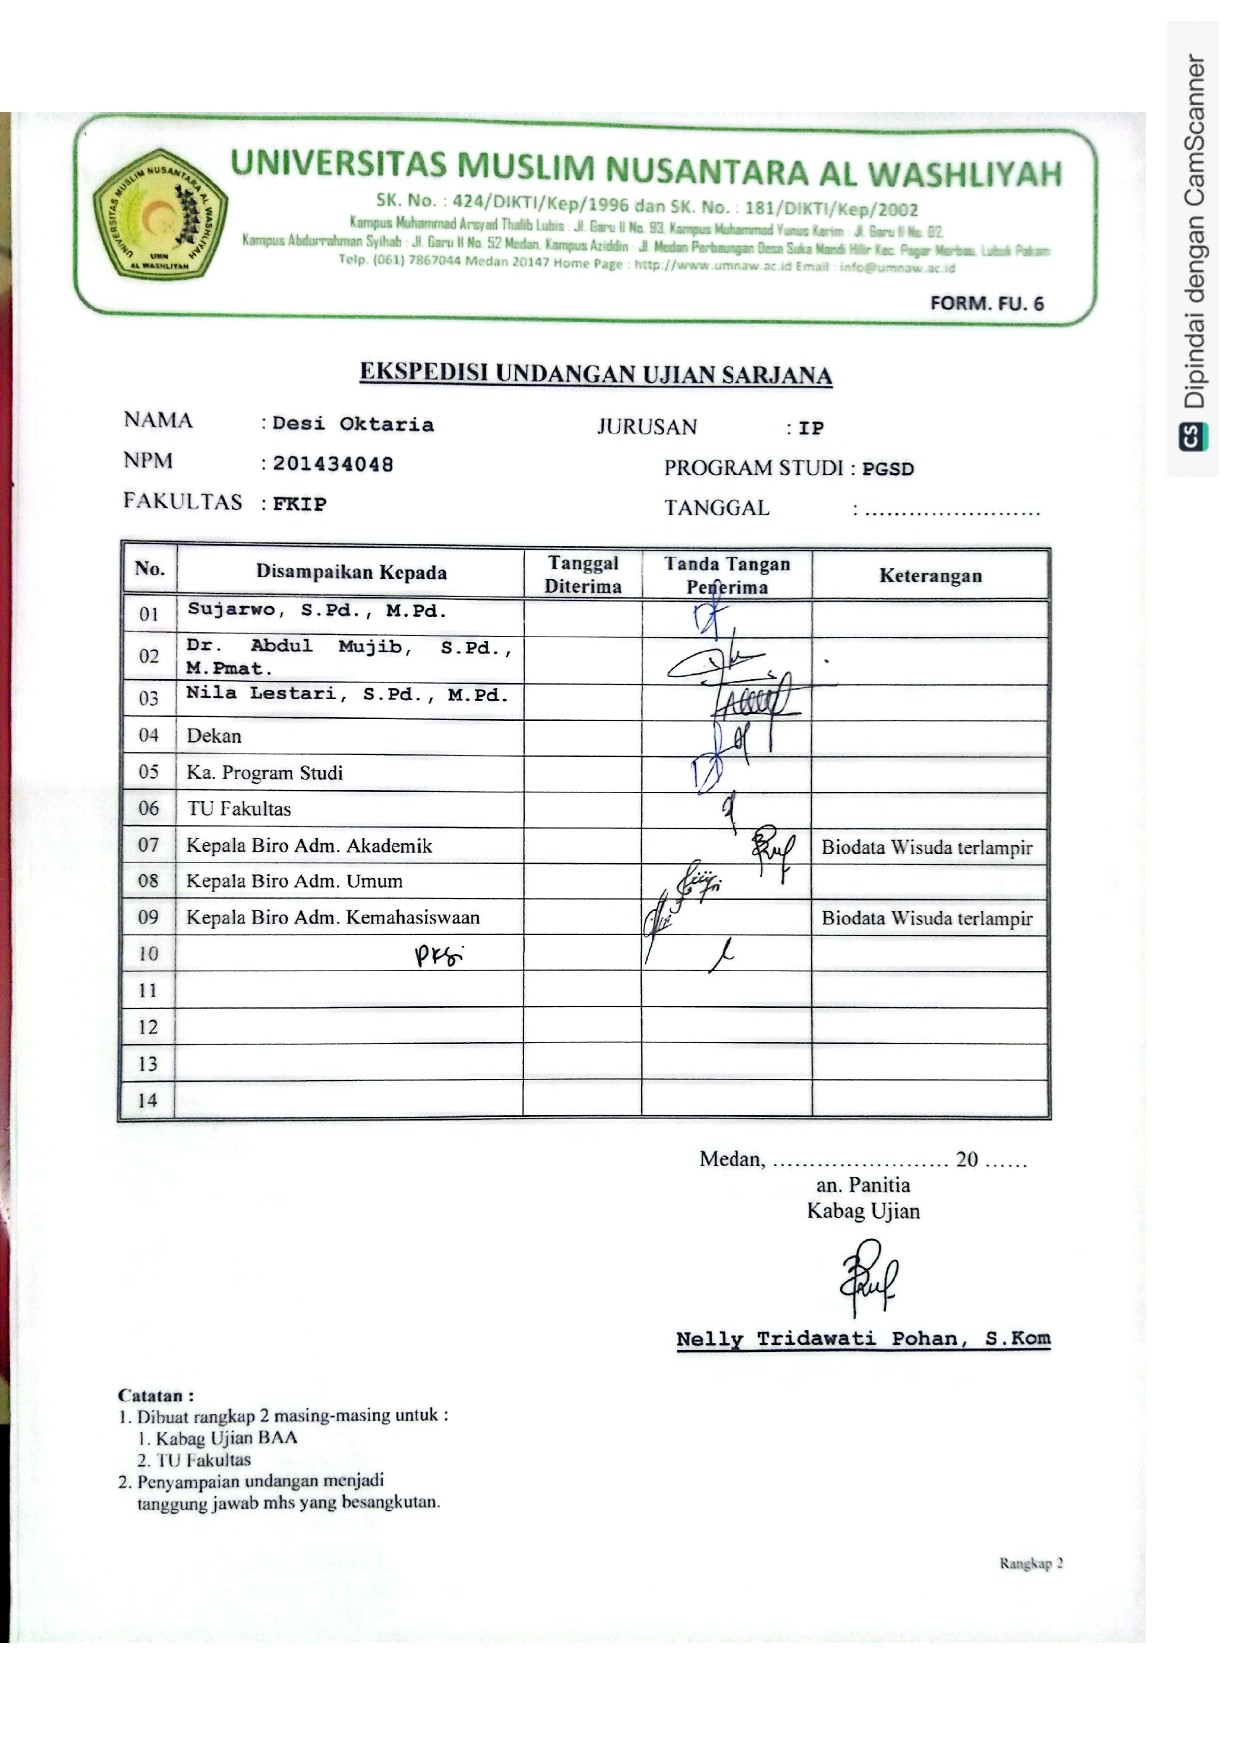 UNIVERSITAS MUSLIM NUSANTARA AL WASHLIYAH
SK. No. : 424/DIKTI/Kep/1996 dan SK. No. : 181/DIKTI/Kep/2002
Kampus Muhammad Arsyad Thalib Lubis : Jl. Garu II No. 93, Kampus Muhammad Yunus Karim : Jl. Garu II No. 02,
Kampus Abdurrahman Syihab : Jl. Garu II No. 52 Medan, Kampus Aziddin : Jl. Medan Perbaungan Desa Suka Mandi Hilir Kec. Pagar Merbau, Lubuk Pakam
Telp. (061) 7867044 Medan 20147 Home Page : http://www.umnaw.ac.id Email : info@umnaw.ac.id
UNIVERSITAS MUSLIM NUSANTARA AL WASHLIYAH
UMN
AL WASHLIYAH
FORM. FU. 6
EKSPEDISI UNDANGAN UJIAN SARJANA
NAMA : Desi Oktaria JURUSAN : IP
NPM : 201434048 PROGRAM STUDI : PGSD
FAKULTAS : FKIP TANGGAL : ........................
No. Disampaikan Kepada Tanggal Diterima Tanda Tangan Penerima Keterangan
01 Sujarwo, S.Pd., M.Pd.
02 Dr. Abdul Mujib, S.Pd.,
M.Pmat.
03 Nila Lestari, S.Pd., M.Pd.
04 Dekan
05 Ka. Program Studi
06 TU Fakultas
07 Kepala Biro Adm. Akademik Biodata Wisuda terlampir
08 Kepala Biro Adm. Umum
09 Kepala Biro Adm. Kemahasiswaan Biodata Wisuda terlampir
10
11
12
13
14
Medan, ........................ 20 ......
an. Panitia
Kabag Ujian
Nelly Tridawati Pohan, S.Kom
Catatan :
1. Dibuat rangkap 2 masing-masing untuk :
1. Kabag Ujian BAA
2. TU Fakultas
2. Penyampaian undangan menjadi
tanggung jawab mhs yang besangkutan.
Rangkap 2
CS Dipindai dengan CamScanner